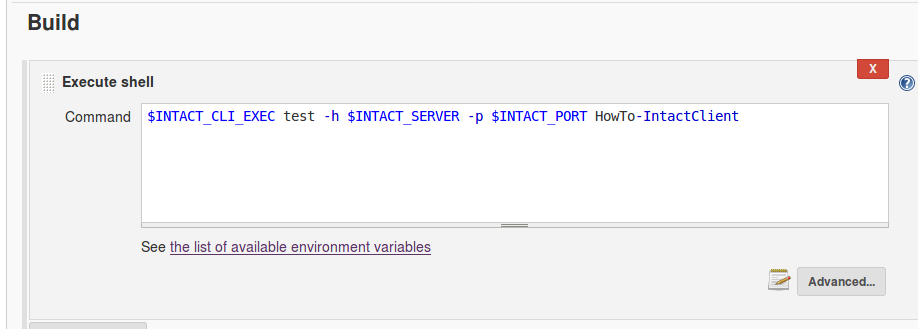 Build
Execute shell
X
?
Command
$INTACT_CLI_EXEC test -h $INTACT_SERVER -p $INTACT_PORT HowTo-IntactClient
See the list of available environment variables
Advanced...